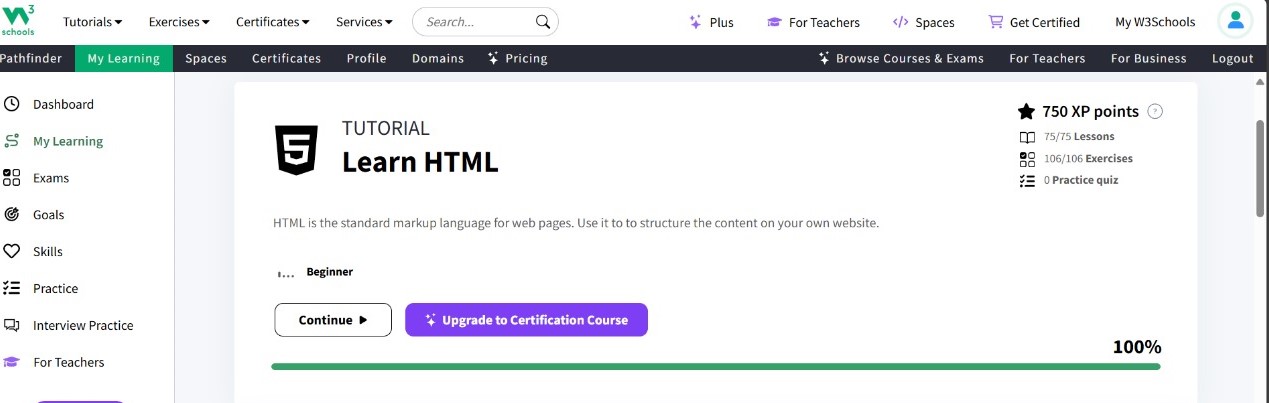 3
schools
Tutorials Exercises Certificates Services Search... Plus For Teachers Spaces Get Certified My W3Schools
Pathfinder My Learning Spaces Certificates Profile Domains Pricing Browse Courses & Exams For Teachers For Business Logout
Dashboard
My Learning
Exams
Goals
Skills
Practice
Interview Practice
For Teachers
5
TUTORIAL
Learn HTML
750 XP points ?
75/75 Lessons
106/106 Exercises
0 Practice quiz
HTML is the standard markup language for web pages. Use it to to structure the content on your own website.
Beginner
Continue Upgrade to Certification Course
100%